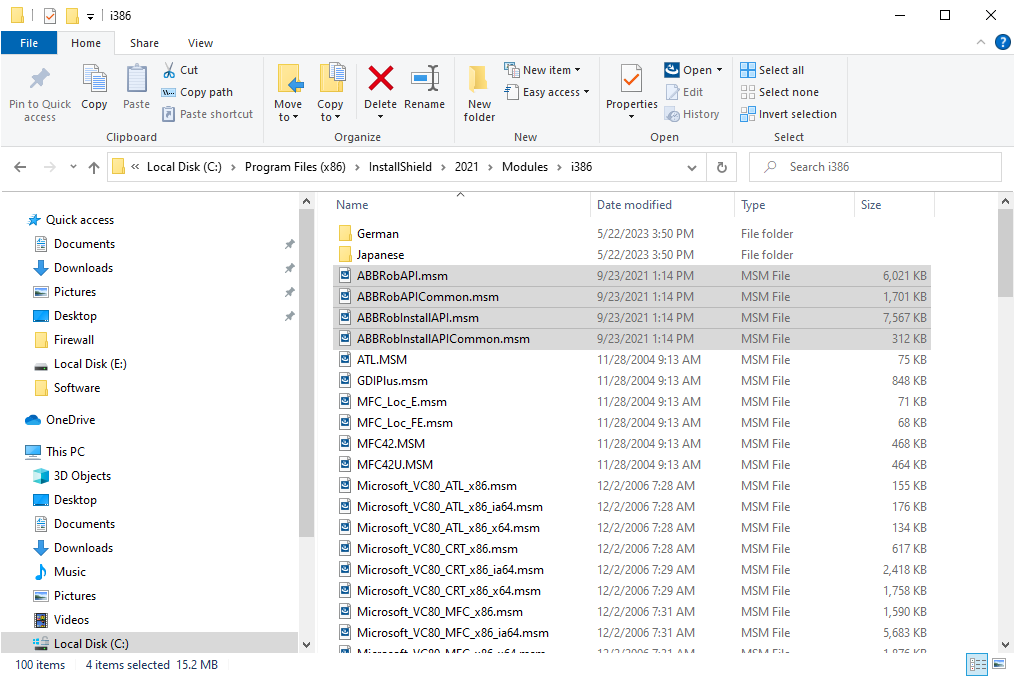 i386
File Home Share View
Pin to Quick access
Copy
Paste
Cut
Copy path
Paste shortcut
Clipboard
Move to
Copy to
Delete
Rename
Organize
New folder
New item
Easy access
New
Properties
Open
Edit
History
Open
Select all
Select none
Invert selection
Select
« Local Disk (C:) › Program Files (x86) › InstallShield › 2021 › Modules › i386
Search i386
Quick access
Documents
Downloads
Pictures
Desktop
Firewall
Local Disk (E:)
Software
OneDrive
This PC
3D Objects
Desktop
Documents
Downloads
Music
Pictures
Videos
Local Disk (C:)
Name Date modified Type Size
German 5/22/2023 3:50 PM File folder
Japanese 5/22/2023 3:50 PM File folder
ABBRobAPI.msm 9/23/2021 1:14 PM MSM File 6,021 KB
ABBRobAPICommon.msm 9/23/2021 1:14 PM MSM File 1,701 KB
ABBRobInstallAPI.msm 9/23/2021 1:14 PM MSM File 7,567 KB
ABBRobInstallAPICommon.msm 9/23/2021 1:14 PM MSM File 312 KB
ATL.MSM 11/28/2004 9:13 AM MSM File 75 KB
GDIPlus.msm 11/28/2004 9:13 AM MSM File 848 KB
MFC_Loc_E.msm 11/28/2004 9:13 AM MSM File 71 KB
MFC_Loc_FE.msm 11/28/2004 9:13 AM MSM File 68 KB
MFC42.MSM 11/28/2004 9:13 AM MSM File 468 KB
MFC42U.MSM 11/28/2004 9:13 AM MSM File 464 KB
Microsoft_VC80_ATL_x86.msm 12/2/2006 7:28 AM MSM File 155 KB
Microsoft_VC80_ATL_x86_ia64.msm 12/2/2006 7:28 AM MSM File 176 KB
Microsoft_VC80_ATL_x86_x64.msm 12/2/2006 7:28 AM MSM File 134 KB
Microsoft_VC80_CRT_x86.msm 12/2/2006 7:28 AM MSM File 617 KB
Microsoft_VC80_CRT_x86_ia64.msm 12/2/2006 7:29 AM MSM File 2,418 KB
Microsoft_VC80_CRT_x86_x64.msm 12/2/2006 7:29 AM MSM File 1,758 KB
Microsoft_VC80_MFC_x86.msm 12/2/2006 7:31 AM MSM File 1,590 KB
Microsoft_VC80_MFC_x86_ia64.msm 12/2/2006 7:31 AM MSM File 5,683 KB
100 items 4 items selected 15.2 MB